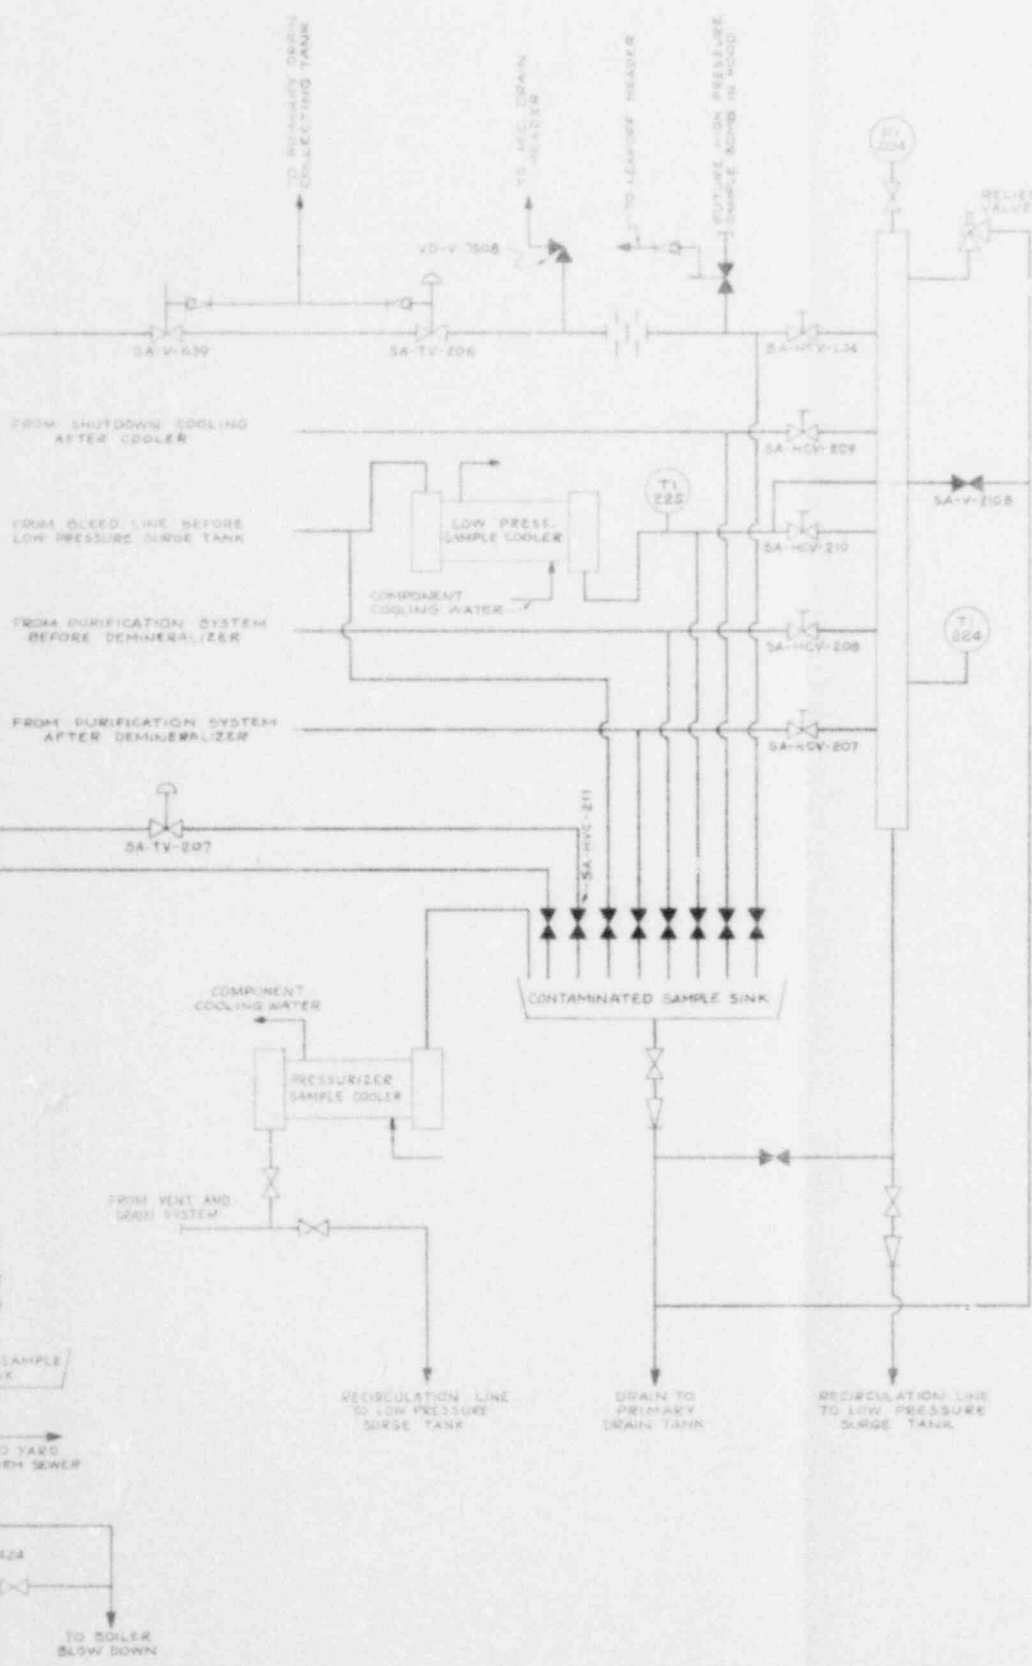 TO PRIMARY DRAIN
COLLECTING TANK
DRAIN
HEADER
TO LEAKOFF HEADER
FUTURE HIGH PRESSURE
SAMPLE BOMB IN HOOD
204
RELIEF
VALVE
VD-V-7508
SA-V-659
SA-TV-206
FROM SHUTDOWN COOLING
AFTER COOLER
SA-HCV-209
TI
225
SA-V-2108
FROM BLEED LINE BEFORE
LOW PRESSURE SURGE TANK
LOW PRESS.
SAMPLE COOLER
SA-HCV-210
COMPONENT
COOLING WATER
FROM PURIFICATION SYSTEM
BEFORE DEMINERALIZER
SA-HCV-208
TI
224
FROM PURIFICATION SYSTEM
AFTER DEMINERALIZER
SA-HCV-207
SA-HVC-211
SA-TV-207
COMPONENT
COOLING WATER
CONTAMINATED SAMPLE SINK
PRESSURIZER
SAMPLE COOLER
FROM VENT AND
DRAIN SYSTEM
SAMPLE
RECIRCULATION LINE
TO LOW PRESSURE
SURGE TANK
DRAIN TO
PRIMARY
DRAIN TANK
RECIRCULATION LINE
TO LOW PRESSURE
SURGE TANK
YARD
SEWER
TO BOILER
BLOW DOWN